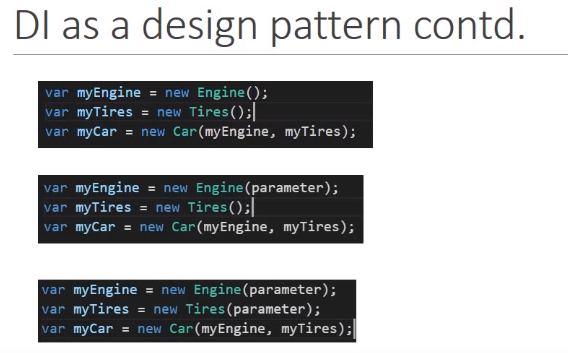 DI as a design pattern contd.
var myEngine = new Engine();
var myTires = new Tires();
var myCar = new Car(myEngine, myTires);
var myEngine = new Engine(parameter);
var myTires = new Tires();
var myCar = new Car(myEngine, myTires);
var myEngine = new Engine(parameter);
var myTires = new Tires(parameter);
var myCar = new Car(myEngine, myTires);